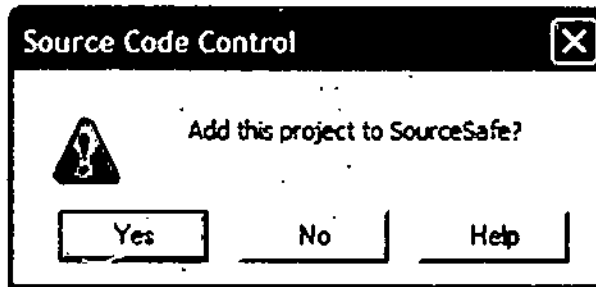 Source Code Control
Add this project to SourceSafe?
Yes No Help